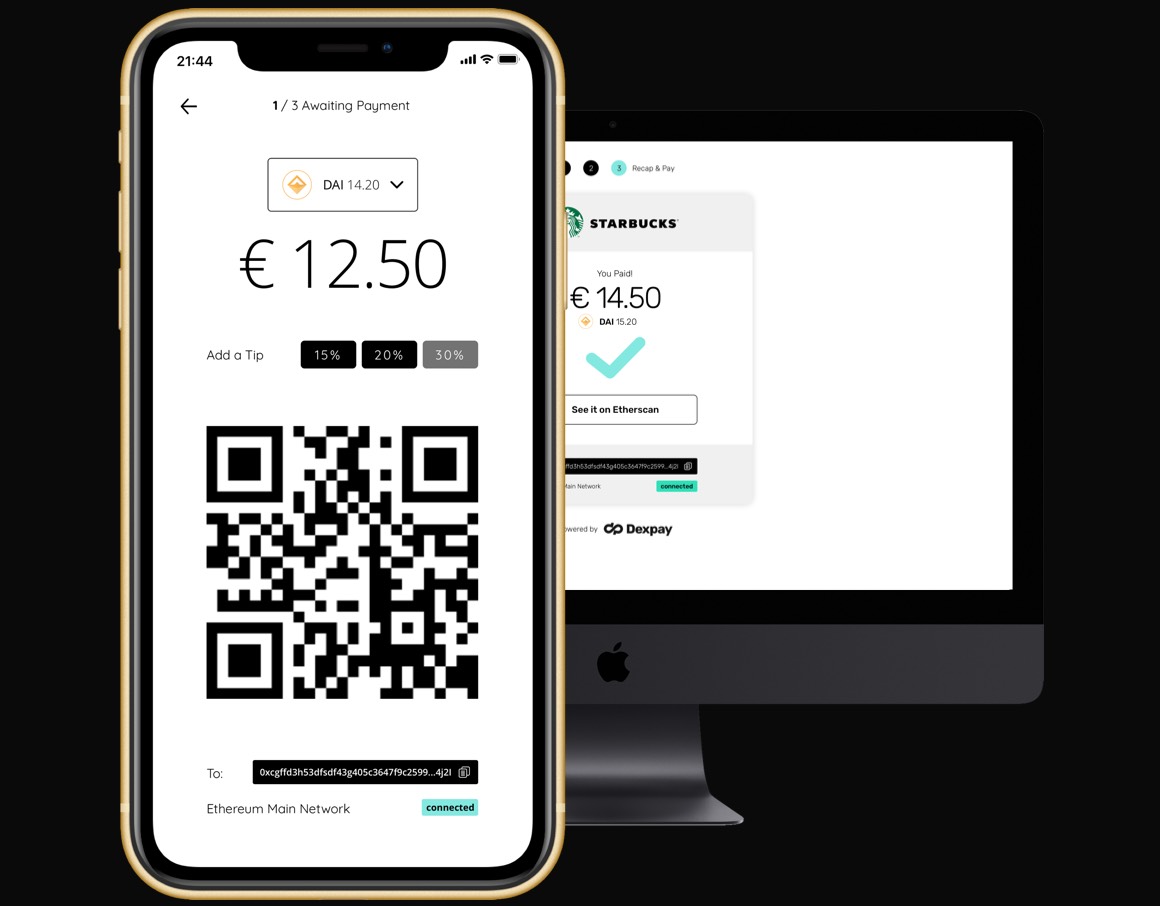 21:44
1 / 3 Awaiting Payment
DAI 14.20
€ 12.50
Add a Tip 15% 20% 30%
To: 0xcgffd3h53dfsdf43g405c3647f9c2599...4j2l
Ethereum Main Network connected
2 3 Recap & Pay
STARBUCKS
You Paid!
€ 14.50
DAI 15.20
See it on Etherscan
ffd3h53dfsdf43g405c3647f9c2599...4j2l
Main Network connected
owered by Dexpay